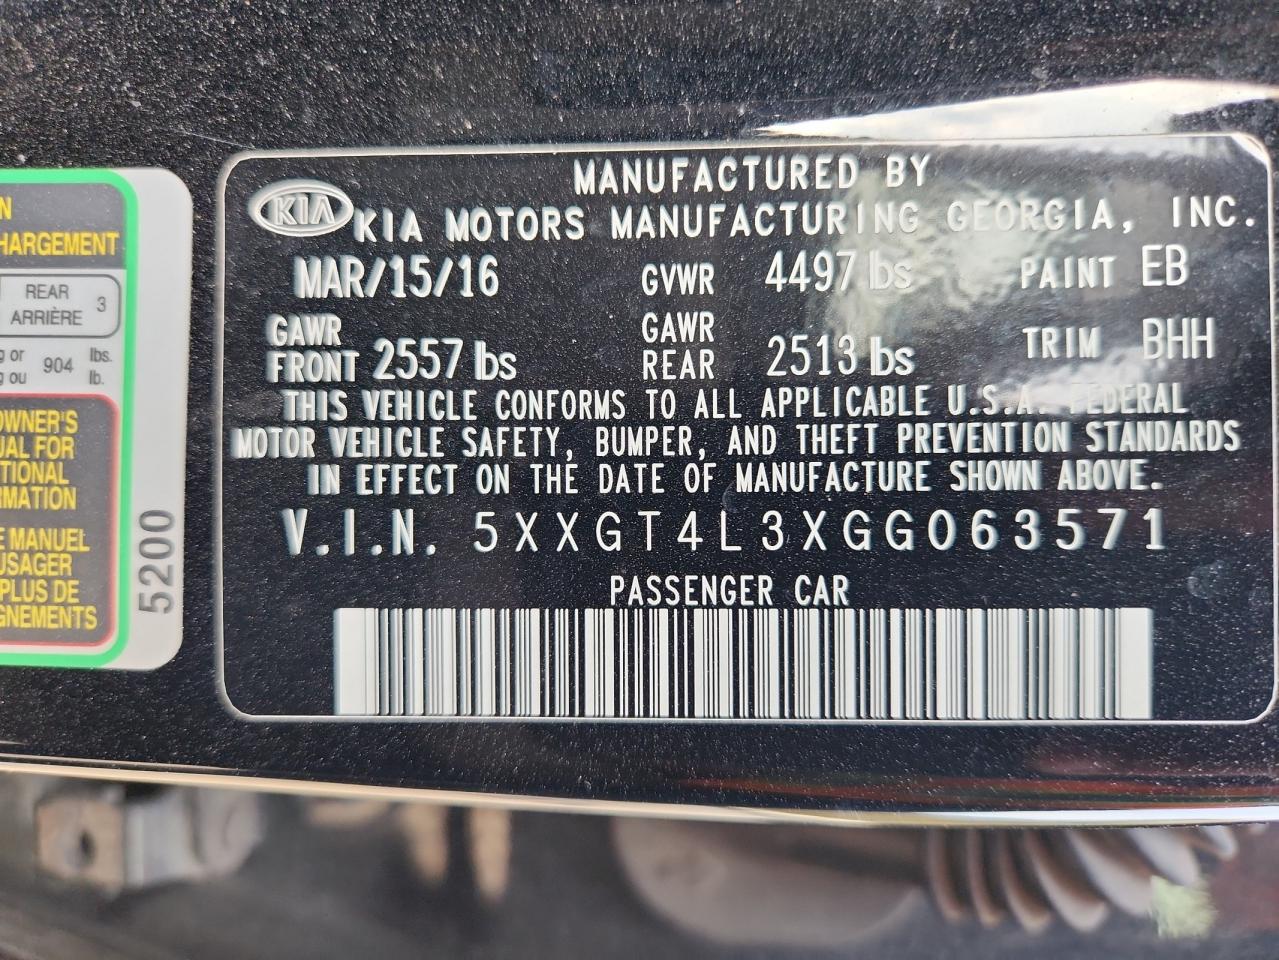 N
HARGEMENT
REAR
ARRIÈRE 3
g or
g ou 904 lbs.
lb.
OWNER'S
UAL FOR
TIONAL
RMATION
E MANUEL
USAGER
PLUS DE
GNEMENTS
5200
KIA
MANUFACTURED BY
KIA MOTORS MANUFACTURING GEORGIA, INC.
MAR/15/16 GVWR 4497 lbs PAINT EB
GAWR FRONT 2557 lbs GAWR REAR 2513 lbs TRIM BHH
THIS VEHICLE CONFORMS TO ALL APPLICABLE U.S.A. FEDERAL
MOTOR VEHICLE SAFETY, BUMPER, AND THEFT PREVENTION STANDARDS
IN EFFECT ON THE DATE OF MANUFACTURE SHOWN ABOVE.
V.I.N. 5XXGT4L3XGG063571
PASSENGER CAR